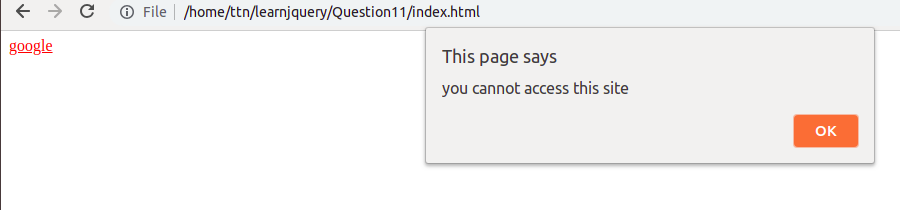 File /home/ttn/learnjquery/Question11/index.html
google
This page says
you cannot access this site
OK